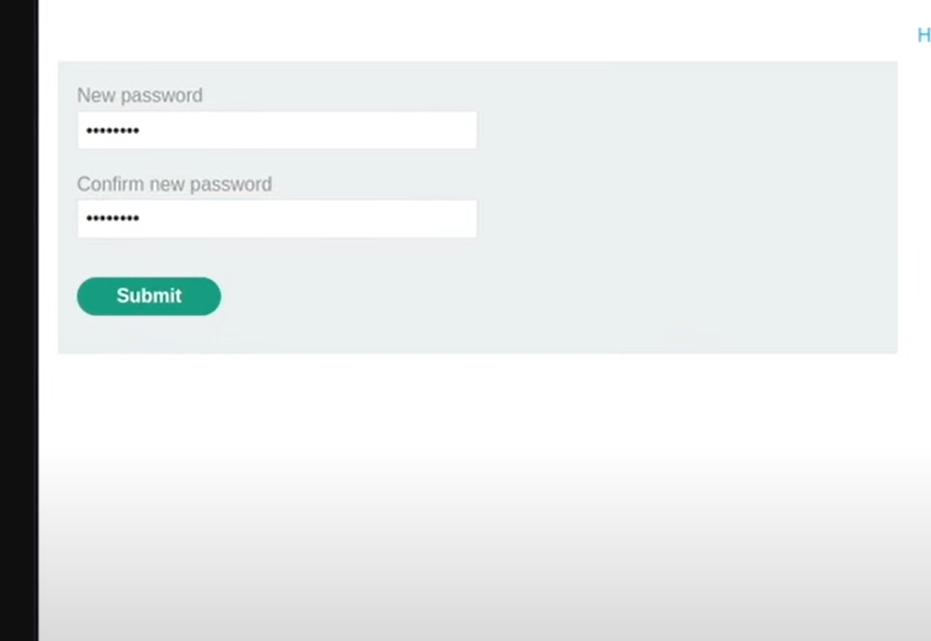 H
New password
••••••••
Confirm new password
••••••••
Submit